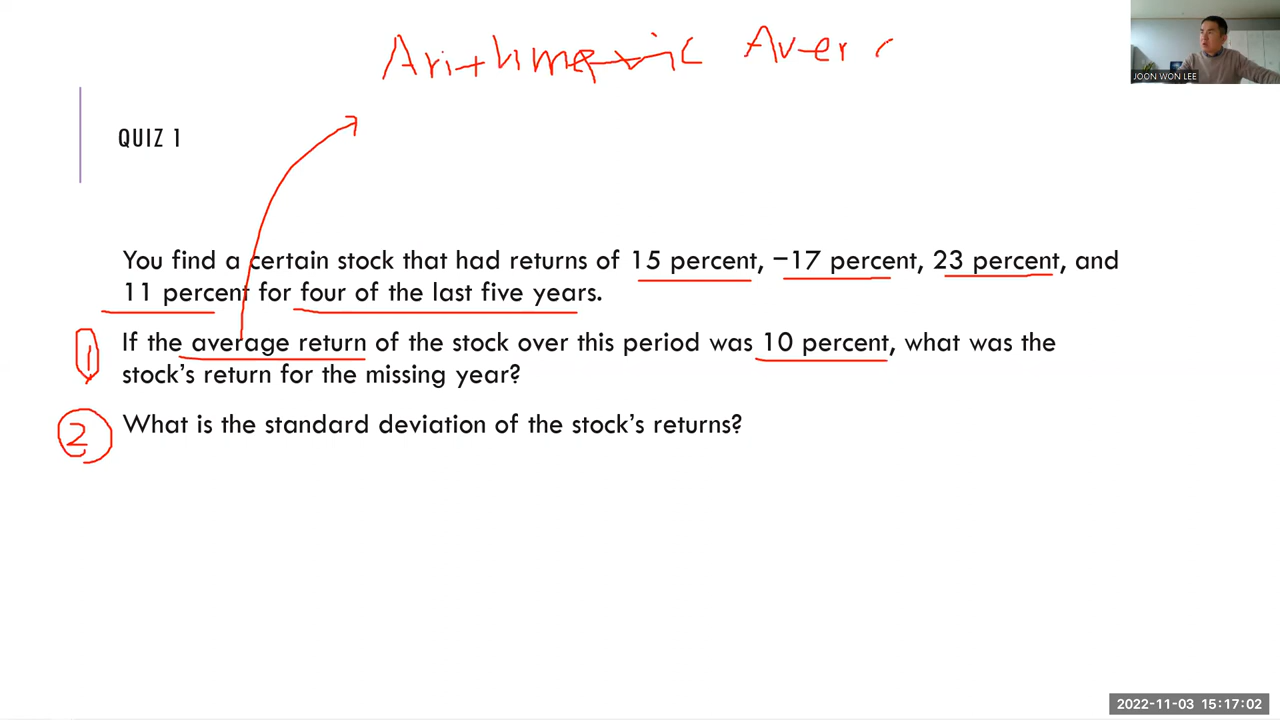 Arithmetic Aver
JOON WON LEE
QUIZ 1
You find a certain stock that had returns of 15 percent, −17 percent, 23 percent, and
11 percent for four of the last five years.
1 If the average return of the stock over this period was 10 percent, what was the
stock’s return for the missing year?
2 What is the standard deviation of the stock’s returns?
2022-11-03 15:17:02